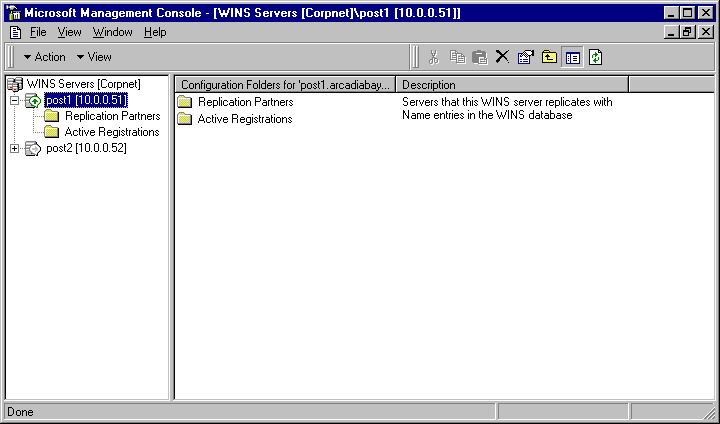 Microsoft Management Console - [WINS Servers [Corpnet]\post1 [10.0.0.51]]
File View Window Help
Action View
WINS Servers [Corpnet]
post1 [10.0.0.51]
Replication Partners
Active Registrations
post2 [10.0.0.52]
Configuration Folders for 'post1.arcadiabay... Description
Replication Partners Servers that this WINS server replicates with
Active Registrations Name entries in the WINS database
Done